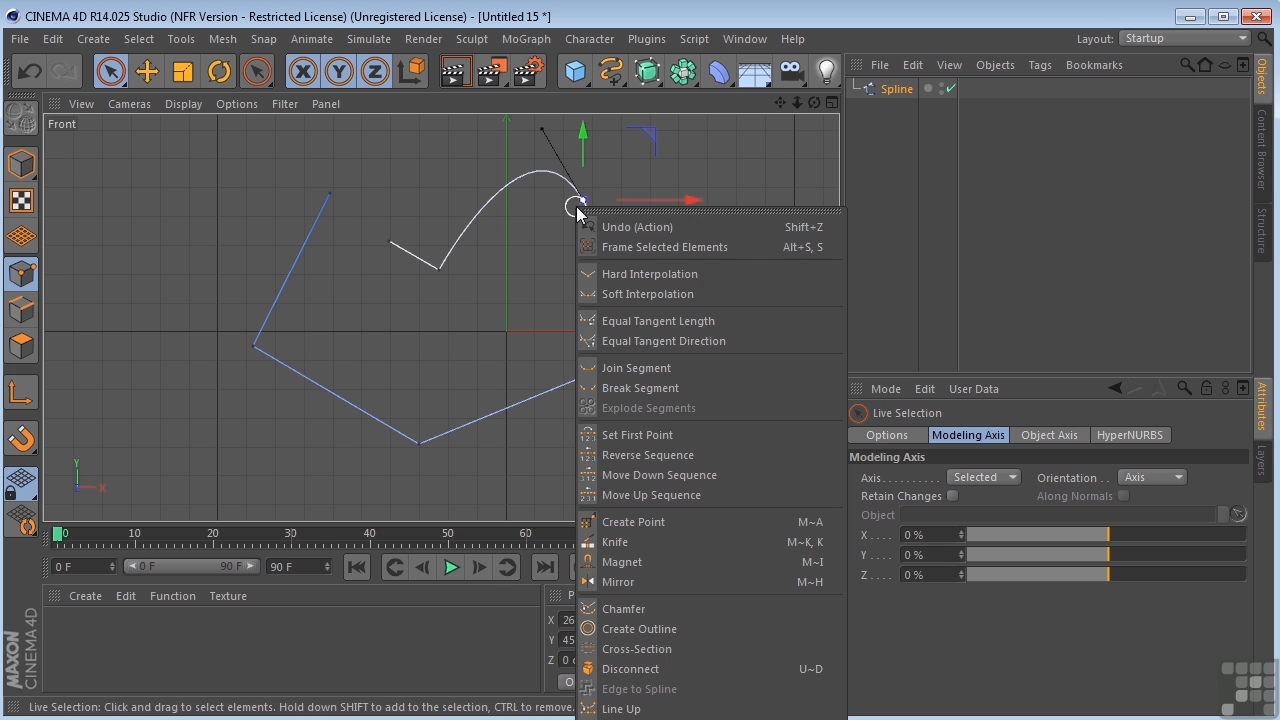 CINEMA 4D R14.025 Studio (NFR Version - Restricted License) (Unregistered License) - [Untitled 15 *]
File Edit Create Select Tools Mesh Snap Animate Simulate Render Sculpt MoGraph Character Plugins Script Window Help Layout: Startup
X Y Z
View Cameras Display Options Filter Panel
Front
Y
X
Undo (Action) Shift+Z
Frame Selected Elements Alt+S, S
Hard Interpolation
Soft Interpolation
Equal Tangent Length
Equal Tangent Direction
Join Segment
Break Segment
Explode Segments
Set First Point
Reverse Sequence
Move Down Sequence
Move Up Sequence
Create Point M~A
Knife M~K, K
Magnet M~I
Mirror M~H
Chamfer
Create Outline
Cross-Section
Disconnect U~D
Edge to Spline
Line Up
File Edit View Objects Tags Bookmarks
Spline
Objects
Content Browser
Structure
Mode Edit User Data
Live Selection
Options Modeling Axis Object Axis HyperNURBS
Modeling Axis
Axis.......... Selected Orientation.. Axis
Retain Changes Along Normals
Object
X.... 0 %
Y.... 0 %
Z.... 0 %
Attributes
Layers
0 10 20 30 40 50 60
0 F 0 F 90 F 90 F
Create Edit Function Texture
P
X 26
Y 45
Z 0 c
O
MAXON
CINEMA 4D
Live Selection: Click and drag to select elements. Hold down SHIFT to add to the selection, CTRL to remove.